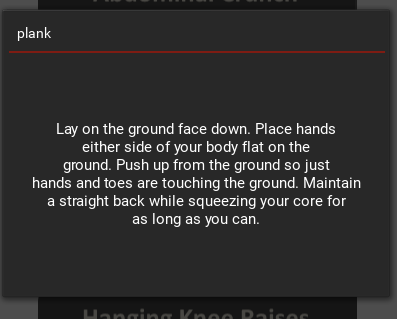 Abdominal Crunch
plank
Lay on the ground face down. Place hands
either side of your body flat on the
ground. Push up from the ground so just
hands and toes are touching the ground. Maintain
a straight back while squeezing your core for
as long as you can.
Hanging Knee Raises